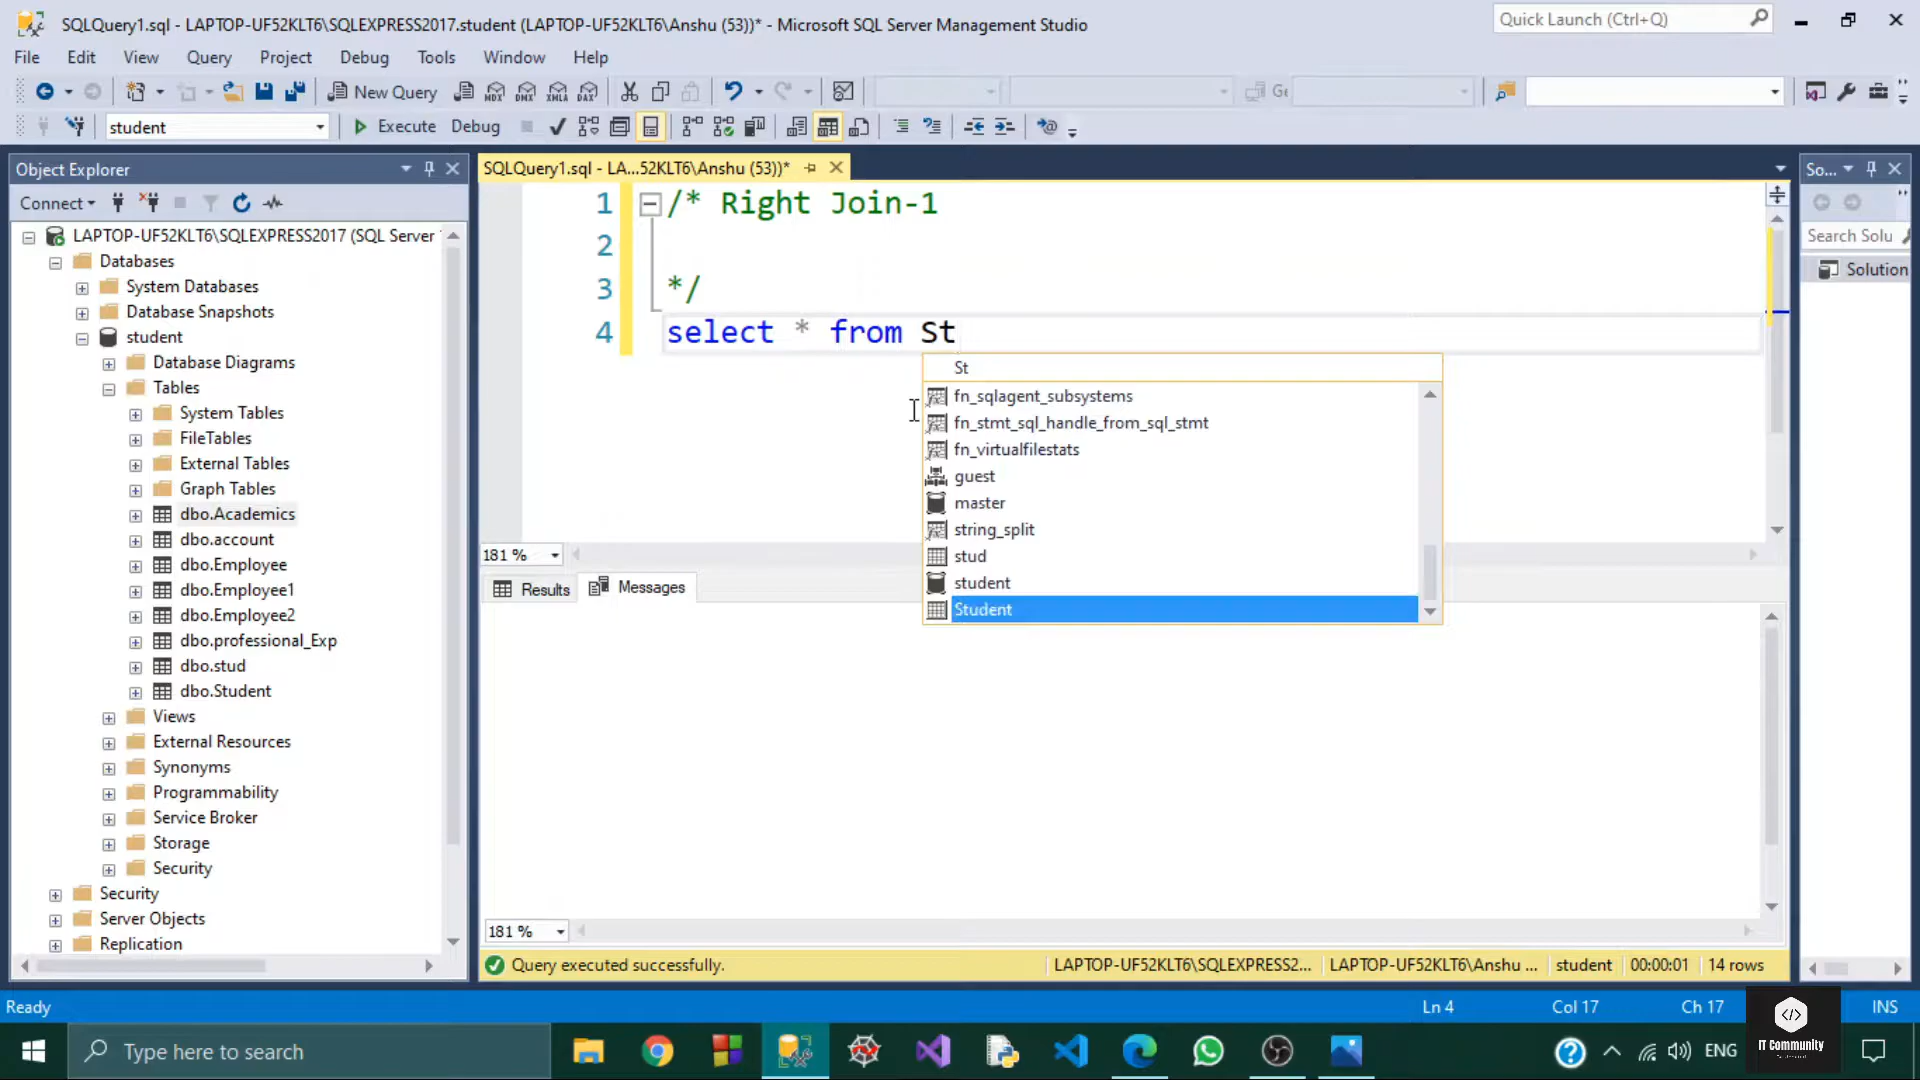 SQLQuery1.sql - LAPTOP-UF52KLT6\SQLEXPRESS2017.student (LAPTOP-UF52KLT6\Anshu (53))* - Microsoft SQL Server Management Studio
Quick Launch (Ctrl+Q)
File Edit View Query Project Debug Tools Window Help
New Query
MDX DMX XMLA DAX
student
Execute Debug
Object Explorer
SQLQuery1.sql - LA...52KLT6\Anshu (53))*
So...
Connect
Search Solu
Solution
LAPTOP-UF52KLT6\SQLEXPRESS2017 (SQL Server
Databases
System Databases
Database Snapshots
student
Database Diagrams
Tables
System Tables
FileTables
External Tables
Graph Tables
dbo.Academics
dbo.account
dbo.Employee
dbo.Employee1
dbo.Employee2
dbo.professional_Exp
dbo.stud
dbo.Student
Views
External Resources
Synonyms
Programmability
Service Broker
Storage
Security
Security
Server Objects
Replication
1 /* Right Join-1
2
3 */
4 select * from St
St
fn_sqlagent_subsystems
fn_stmt_sql_handle_from_sql_stmt
fn_virtualfilestats
guest
master
string_split
stud
student
Student
181 %
Results Messages
181 %
Query executed successfully.
LAPTOP-UF52KLT6\SQLEXPRESS2... LAPTOP-UF52KLT6\Anshu ... student 00:00:01 14 rows
Ready
Ln 4 Col 17 Ch 17 INS
Type here to search
ENG
IT Community